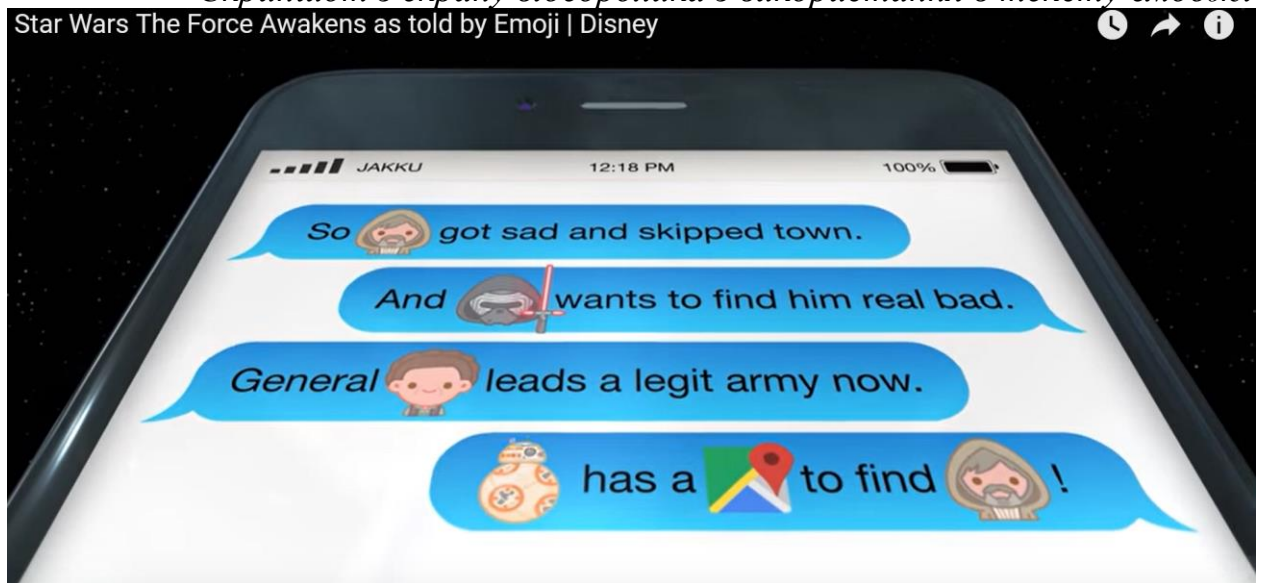 Star Wars The Force Awakens as told by Emoji | Disney
JAKKU 12:18 PM 100%
So got sad and skipped town.
And wants to find him real bad.
General leads a legit army now.
has a to find !